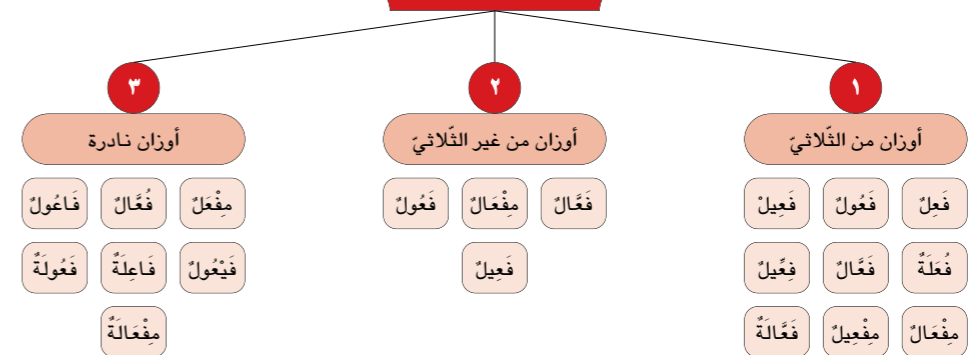 ١
أوزان من الثّلاثيّ
فَعِلٌ فَعُولٌ فَعِيلْ
فُعَلَةٌ فَعَّالٌ فِعِّيلٌ
مِفْعَالٌ مِفْعِيلٌ فَعَّالَةٌ
٢
أوزان من غير الثّلاثيّ
فَعَّالٌ مِفْعَالٌ فَعُولٌ
فَعِيلٌ
٣
أوزان نادرة
مِفْعَلٌ فُعَّالٌ فَاعُولٌ
فَيْعُولٌ فَاعِلَةٌ فَعُولَةٌ
مِفْعَالَةٌ